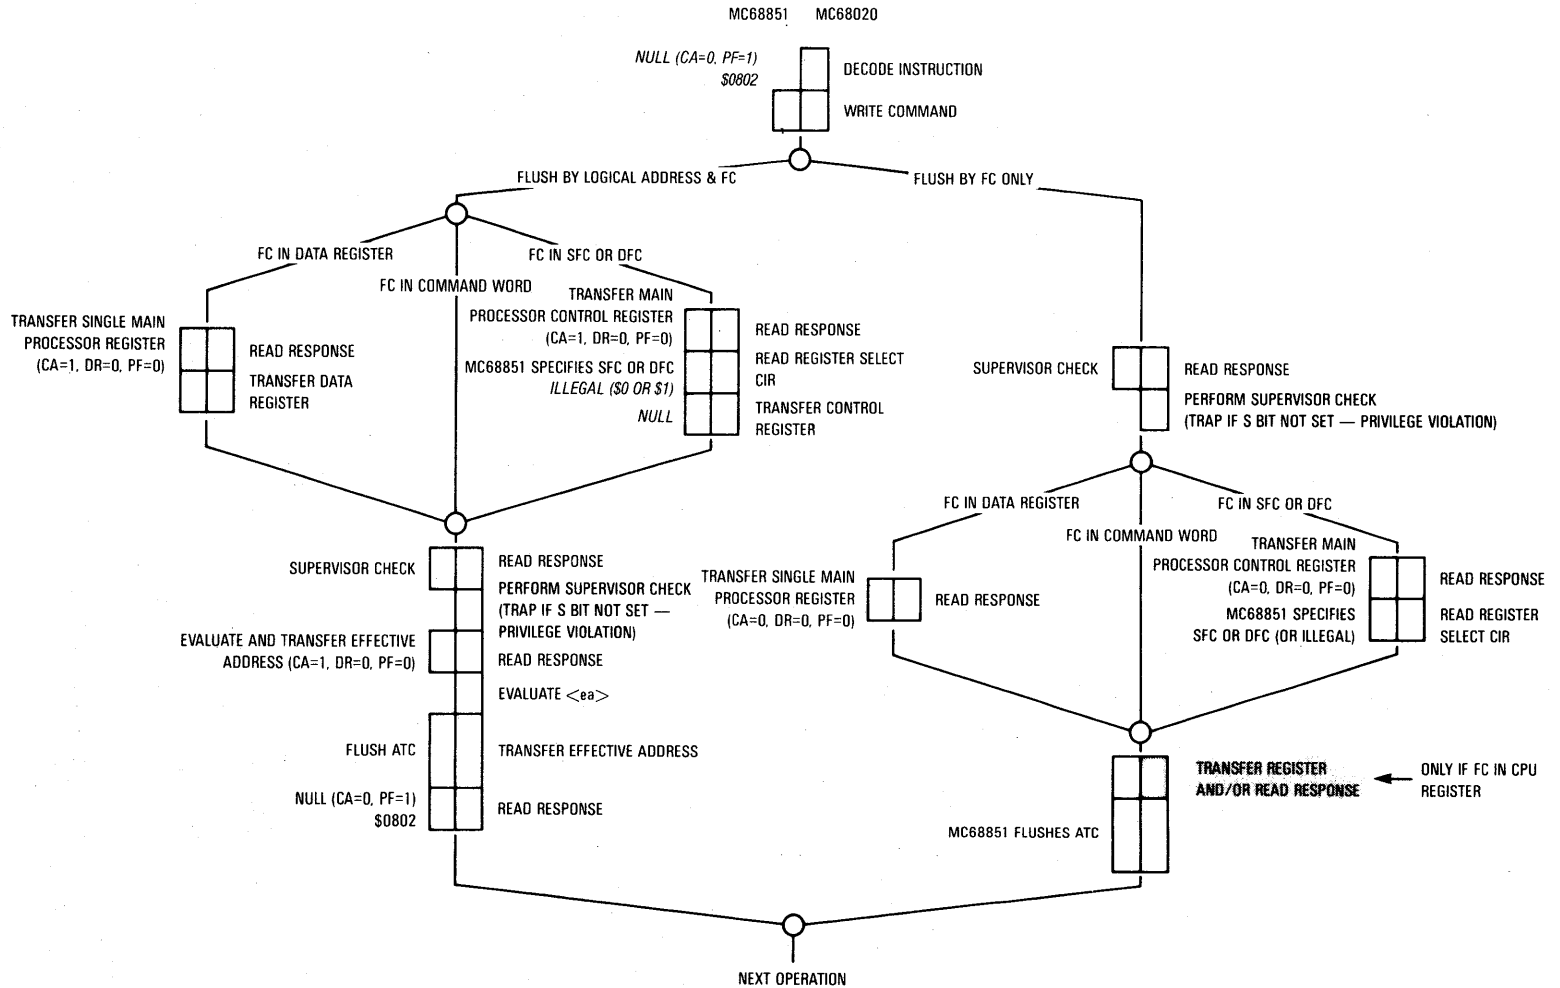 MC68851 MC68020
NULL (CA=0, PF=1)
$0802
DECODE INSTRUCTION
WRITE COMMAND
FLUSH BY LOGICAL ADDRESS & FC
FLUSH BY FC ONLY
FC IN DATA REGISTER
FC IN SFC OR DFC
FC IN COMMAND WORD
TRANSFER SINGLE MAIN
PROCESSOR REGISTER
(CA=1, DR=0, PF=0)
READ RESPONSE
TRANSFER DATA
REGISTER
TRANSFER MAIN
PROCESSOR CONTROL REGISTER
(CA=1, DR=0, PF=0)
MC68851 SPECIFIES SFC OR DFC
ILLEGAL ($0 OR $1)
NULL
READ RESPONSE
READ REGISTER SELECT
CIR
TRANSFER CONTROL
REGISTER
SUPERVISOR CHECK
READ RESPONSE
PERFORM SUPERVISOR CHECK
(TRAP IF S BIT NOT SET — PRIVILEGE VIOLATION)
FC IN DATA REGISTER
FC IN SFC OR DFC
FC IN COMMAND WORD
SUPERVISOR CHECK
READ RESPONSE
PERFORM SUPERVISOR CHECK
(TRAP IF S BIT NOT SET —
PRIVILEGE VIOLATION)
EVALUATE AND TRANSFER EFFECTIVE
ADDRESS (CA=1, DR=0, PF=0)
READ RESPONSE
EVALUATE <ea>
FLUSH ATC
TRANSFER EFFECTIVE ADDRESS
NULL (CA=0, PF=1)
$0802
READ RESPONSE
TRANSFER SINGLE MAIN
PROCESSOR REGISTER
(CA=0, DR=0, PF=0)
READ RESPONSE
TRANSFER MAIN
PROCESSOR CONTROL REGISTER
(CA=0, DR=0, PF=0)
MC68851 SPECIFIES
SFC OR DFC (OR ILLEGAL)
READ RESPONSE
READ REGISTER
SELECT CIR
TRANSFER REGISTER
AND/OR READ RESPONSE
ONLY IF FC IN CPU
REGISTER
MC68851 FLUSHES ATC
NEXT OPERATION